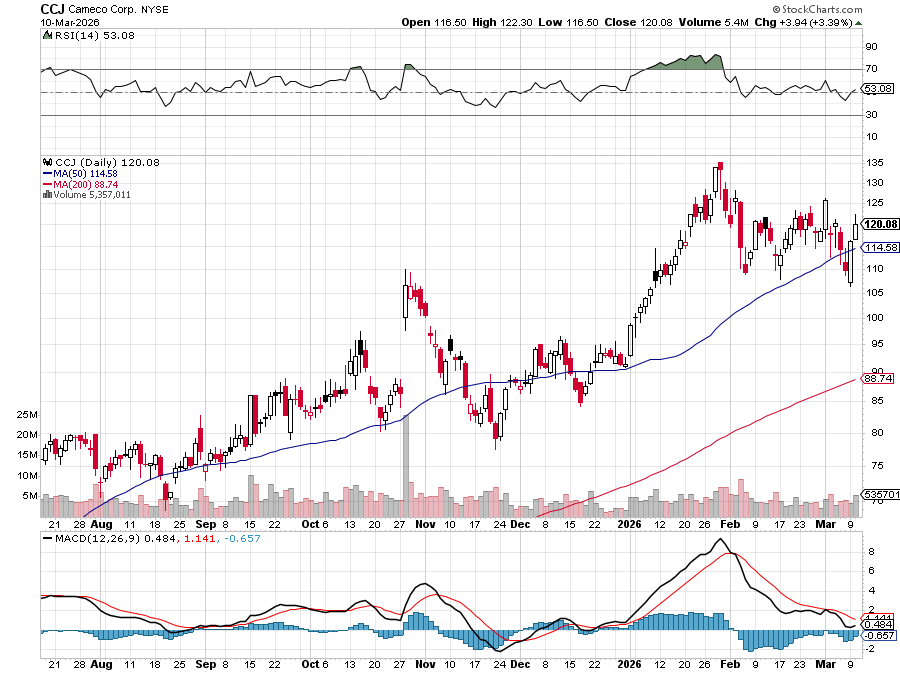 CCJ Cameco Corp. NYSE © StockCharts.com
10-Mar-2026 Open 116.50 High 122.30 Low 116.50 Close 120.08 Volume 5.4M Chg +3.94 (+3.39%)
RSI(14) 53.08
90
70
53.08
30
10
CCJ (Daily) 120.08
MA(50) 114.58
MA(200) 88.74
Volume 5,357,011
135
130
125
120.08
114.58
110
105
100
95
90
88.74
85
80
75
70
25M
20M
15M
10M
5M
535701
21 28 Aug 11 18 25 Sep 8 15 22 Oct 6 13 20 27 Nov 10 17 24 Dec 8 15 22 2026 12 20 26 Feb 9 17 23 Mar 9
MACD(12,26,9) 0.484, 1.141, -0.657
8
6
4
2
1.141
0.484
-0.657
-2
21 28 Aug 11 18 25 Sep 8 15 22 Oct 6 13 20 27 Nov 10 17 24 Dec 8 15 22 2026 12 20 26 Feb 9 17 23 Mar 9